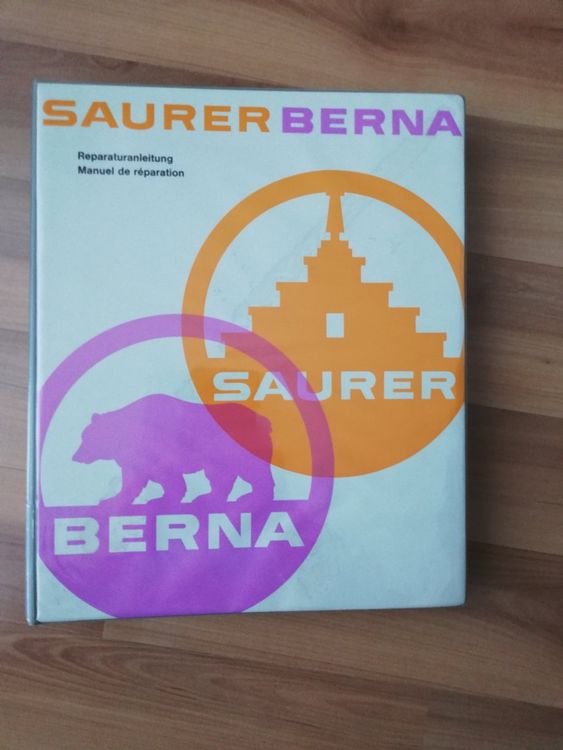 SAURER BERNA
Reparaturanleitung
Manuel de réparation
SAURER
BERNA